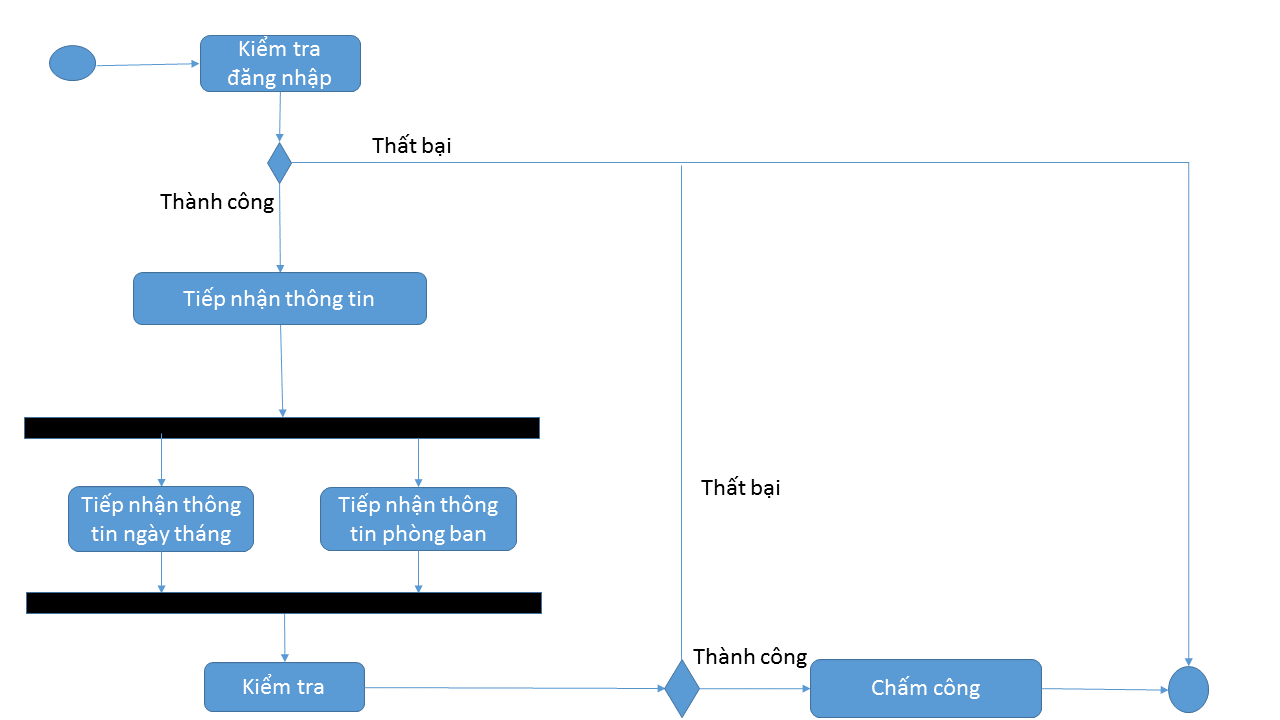 Kiểm tra
đăng nhập
Thất bại
Thành công
Tiếp nhận thông tin
Tiếp nhận thông
tin ngày tháng
Tiếp nhận thông
tin phòng ban
Thất bại
Kiểm tra
Thành công
Chấm công